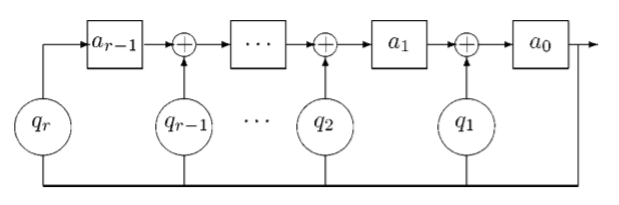 a_{r-1} + ⋯ + a_1 + a_0
q_r q_{r-1} ⋯ q_2 q_1